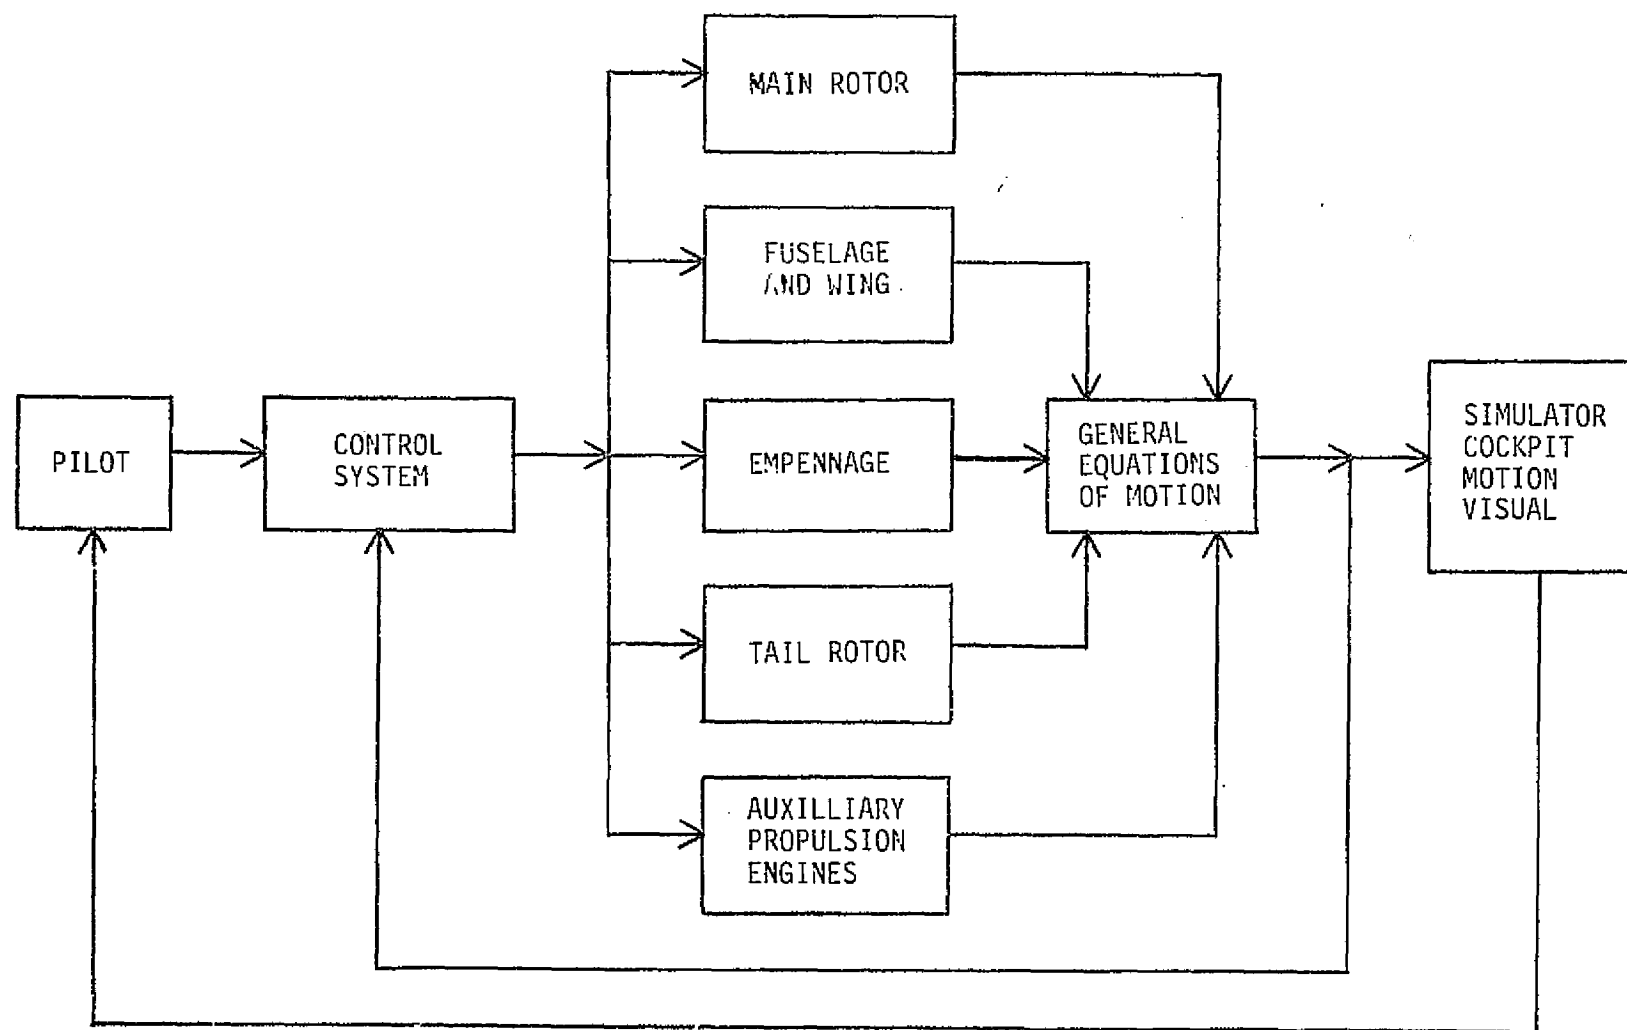 MAIN ROTOR
FUSELAGE
AND WING
PILOT
CONTROL
SYSTEM
EMPENNAGE
GENERAL
EQUATIONS
OF MOTION
SIMULATOR
COCKPIT
MOTION
VISUAL
TAIL ROTOR
AUXILLIARY
PROPULSION
ENGINES